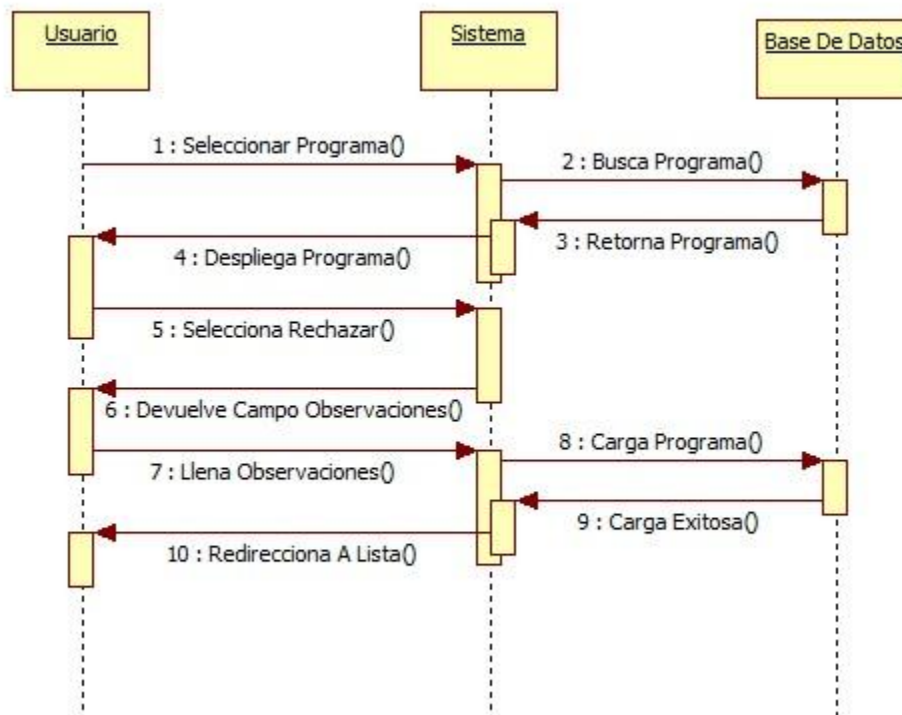 Usuario
Sistema
Base De Datos
1 : Seleccionar Programa()
2 : Busca Programa()
3 : Retorna Programa()
4 : Despliega Programa()
5 : Selecciona Rechazar()
6 : Devuelve Campo Observaciones()
7 : Llena Observaciones()
8 : Carga Programa()
9 : Carga Exitosa()
10 : Redirecciona A Lista()